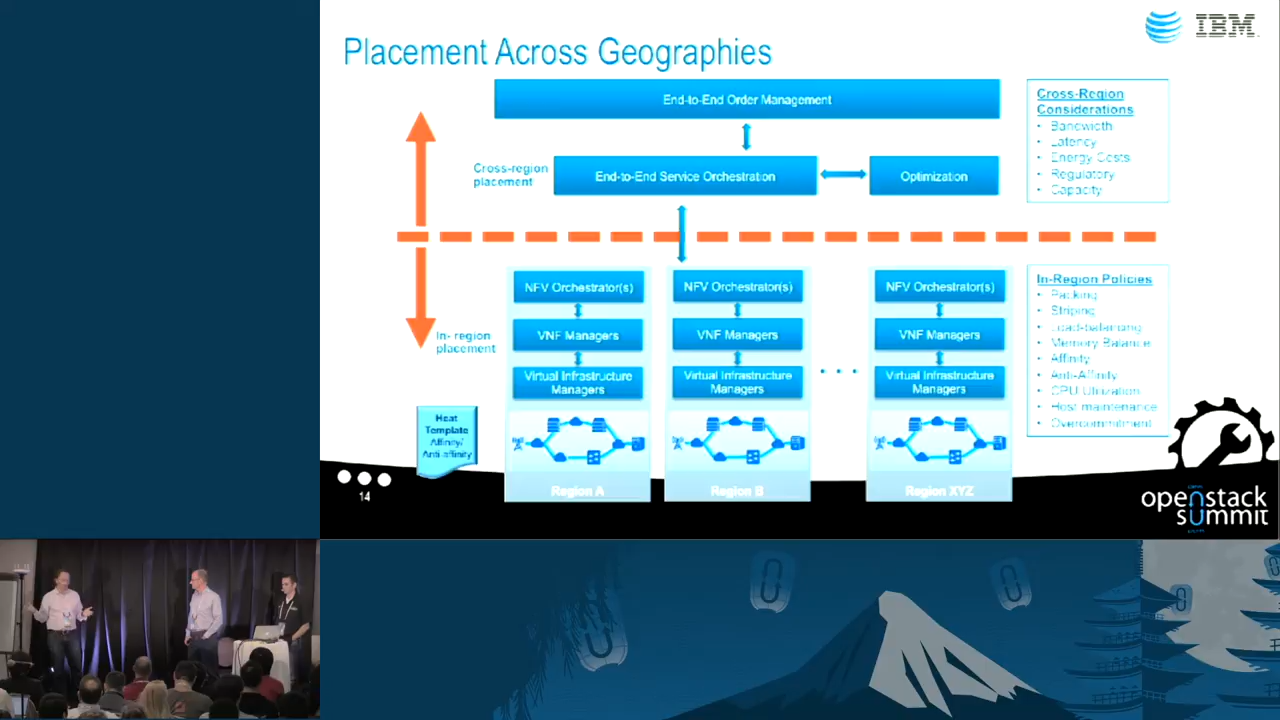 IBM
Placement Across Geographies
End-to-End Order Management
Cross-region
placement
End-to-End Service Orchestration
Optimization
Cross-Region
Considerations
• Bandwidth
• Latency
• Energy Costs
• Regulatory
• Capacity
In- region
placement
NFV Orchestrator(s)
VNF Managers
Virtual Infrastructure
Managers
Region A
NFV Orchestrator(s)
VNF Managers
Virtual Infrastructure
Managers
Region B
. . .
NFV Orchestrator(s)
VNF Managers
Virtual Infrastructure
Managers
Region XYZ
In-Region Policies
• Packing
• Striping
• Load-balancing
• Memory Balance
• Affinity
• Anti-Affinity
• CPU Utilization
• Host maintenance
• Overcommitment
Heat
Template
Affinity/
Anti-affinity
14
openstack
summit